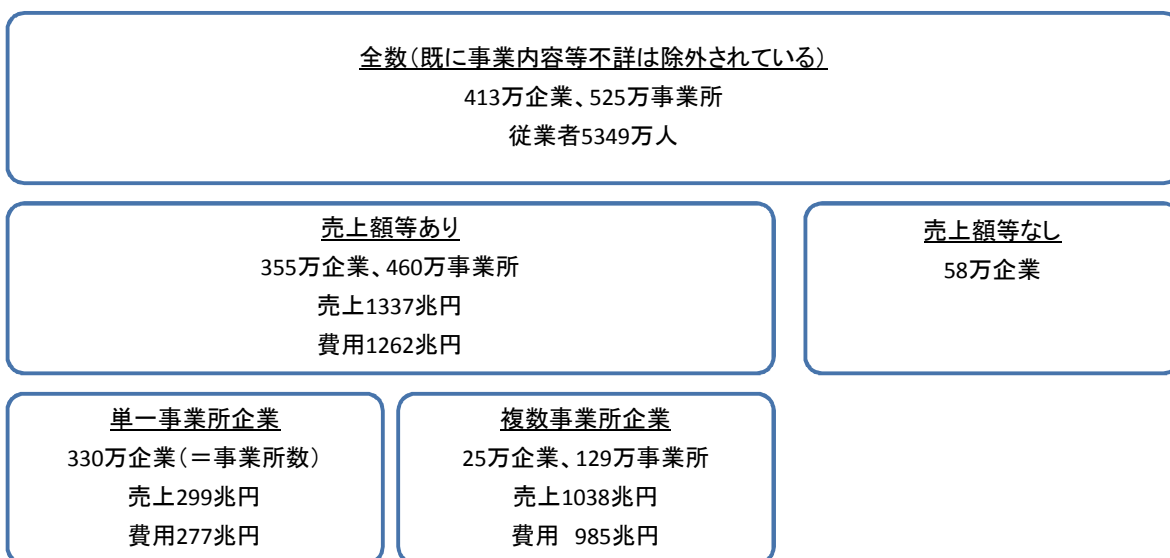 全数（既に事業内容等不詳は除外されている）
413万企業、525万事業所
従業者5349万人
売上額等あり
355万企業、460万事業所
売上1337兆円
費用1262兆円
売上額等なし
58万企業
単一事業所企業
330万企業（＝事業所数）
売上299兆円
費用277兆円
複数事業所企業
25万企業、129万事業所
売上1038兆円
費用 985兆円